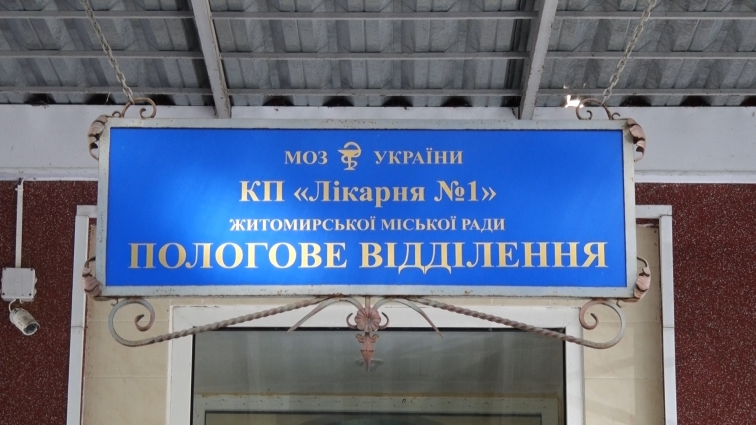 МОЗ УКРАЇНИ
КП «Лікарня №1»
ЖИТОМИРСЬКОЇ МІСЬКОЇ РАДИ
ПОЛОГОВЕ ВІДДІЛЕННЯ